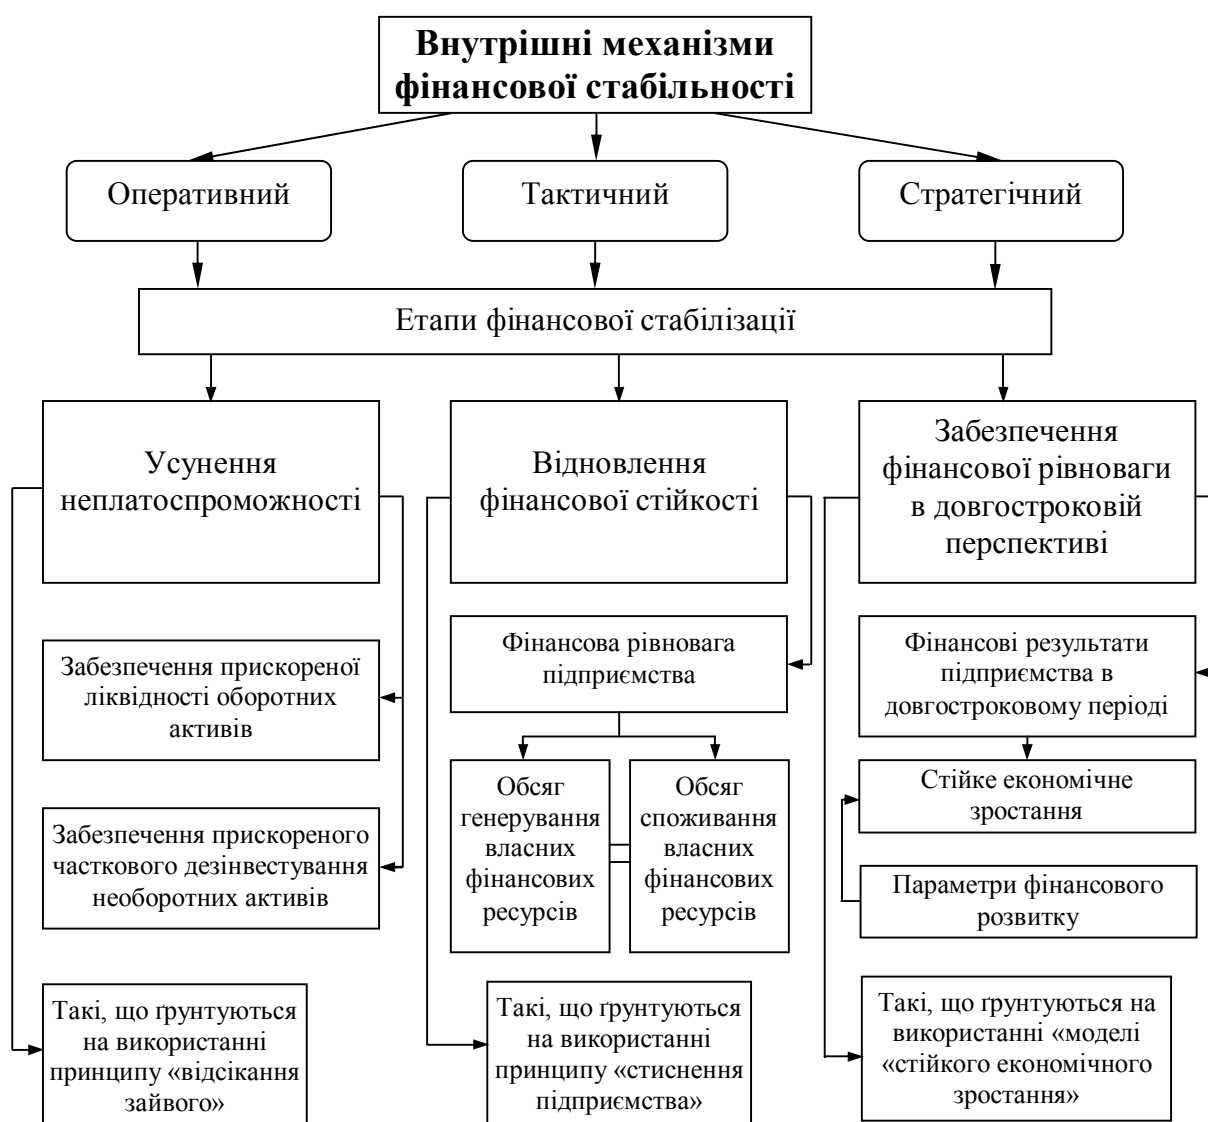 Внутрішні механізми
фінансової стабільності
Оперативний
Тактичний
Стратегічний
Етапи фінансової стабілізації
Усунення
неплатоспроможності
Відновлення
фінансової стійкості
Забезпечення
фінансової рівноваги
в довгостроковій
перспективі
Забезпечення прискореної
ліквідності оборотних
активів
Фінансова рівновага
підприємства
Фінансові результати
підприємства в
довгостроковому періоді
Забезпечення прискореного
часткового дезінвестування
необоротних активів
Обсяг
генерування
власних
фінансових
ресурсів
Обсяг
споживання
власних
фінансових
ресурсів
Стійке економічне
зростання
Параметри фінансового
розвитку
Такі, що ґрунтуються
на використанні
принципу «відсікання
зайвого»
Такі, що ґрунтуються
на використанні
принципу «стиснення
підприємства»
Такі, що ґрунтуються на
використанні «моделі
«стійкого економічного
зростання»